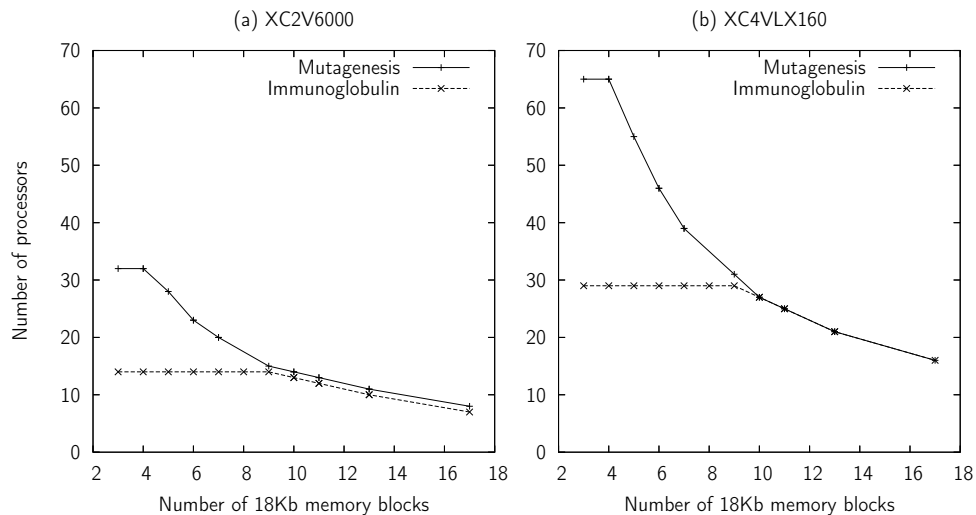 (a) XC2V6000
Number of processors
70
60
50
40
30
20
10
0
Mutagenesis
Immunoglobulin
2 4 6 8 10 12 14 16 18
Number of 18Kb memory blocks
(b) XC4VLX160
70
60
50
40
30
20
10
0
Mutagenesis
Immunoglobulin
2 4 6 8 10 12 14 16 18
Number of 18Kb memory blocks